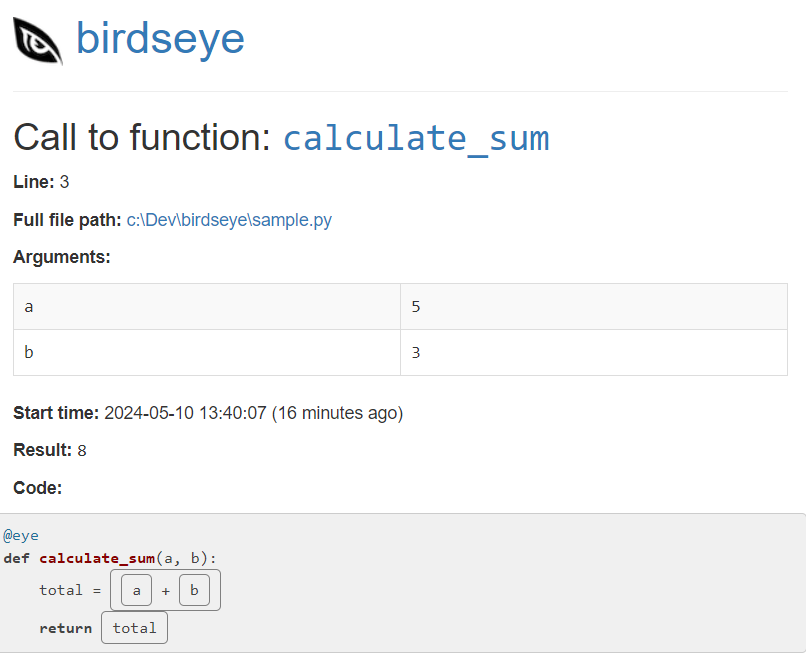 birdseye
Call to function: calculate_sum
Line: 3
Full file path: c:\Dev\birdseye\sample.py
Arguments:
a 5
b 3
Start time: 2024-05-10 13:40:07 (16 minutes ago)
Result: 8
Code:
@eye
def calculate_sum(a, b):
    total = a + b
    return total